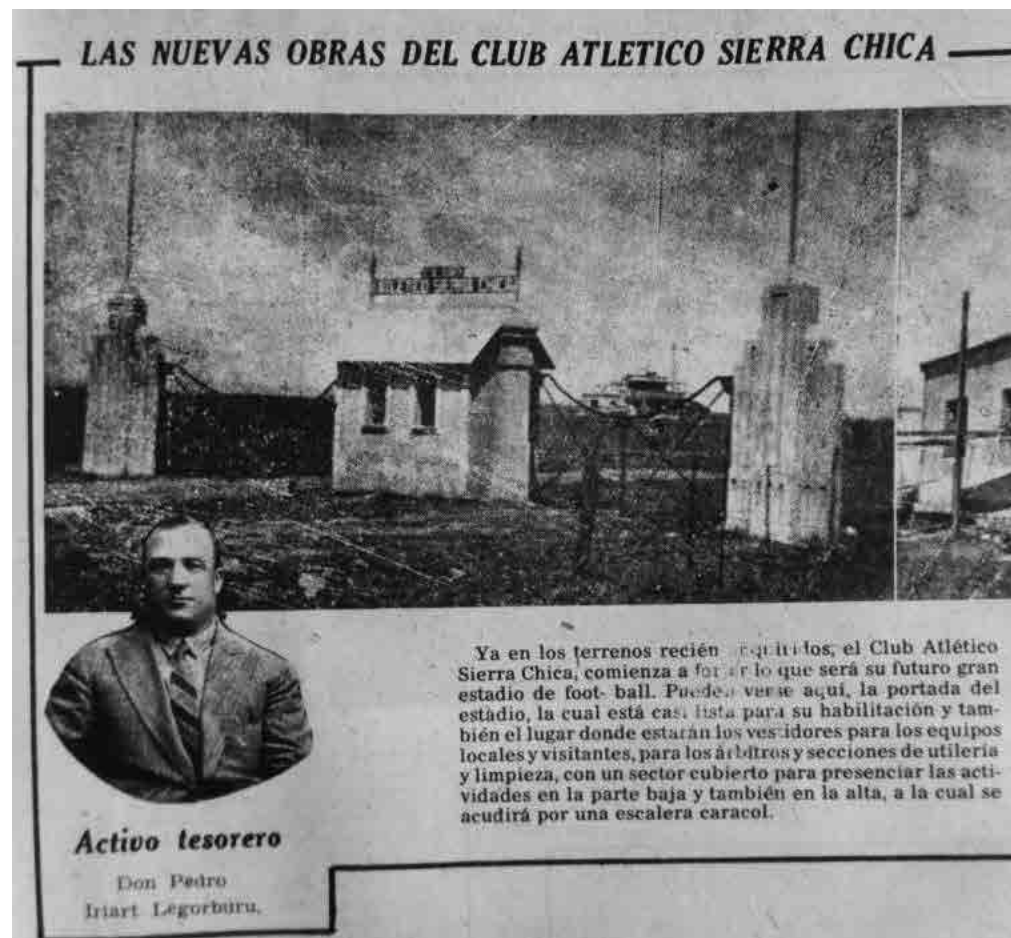 LAS NUEVAS OBRAS DEL CLUB ATLETICO SIERRA CHICA
ATLETICO SIERRA CHICA
Ya en los terrenos recién el Club Atlético
Sierra Chica, comienza a lo que será su futuro gran
estadio de foot- ball. Pueden verse aquí, la portada del
estadio, la cual está casi lista para su habilitación y tam-
bién el lugar donde estarán los vestidores para los equipos
locales y visitantes, para los árbitros y secciones de utilería
y limpieza, con un sector cubierto para presenciar las acti-
vidades en la parte baja y también en la alta, a la cual se
acudirá por una escalera caracol.
Activo tesorero
Don Pedro
Iriart Legorburu.